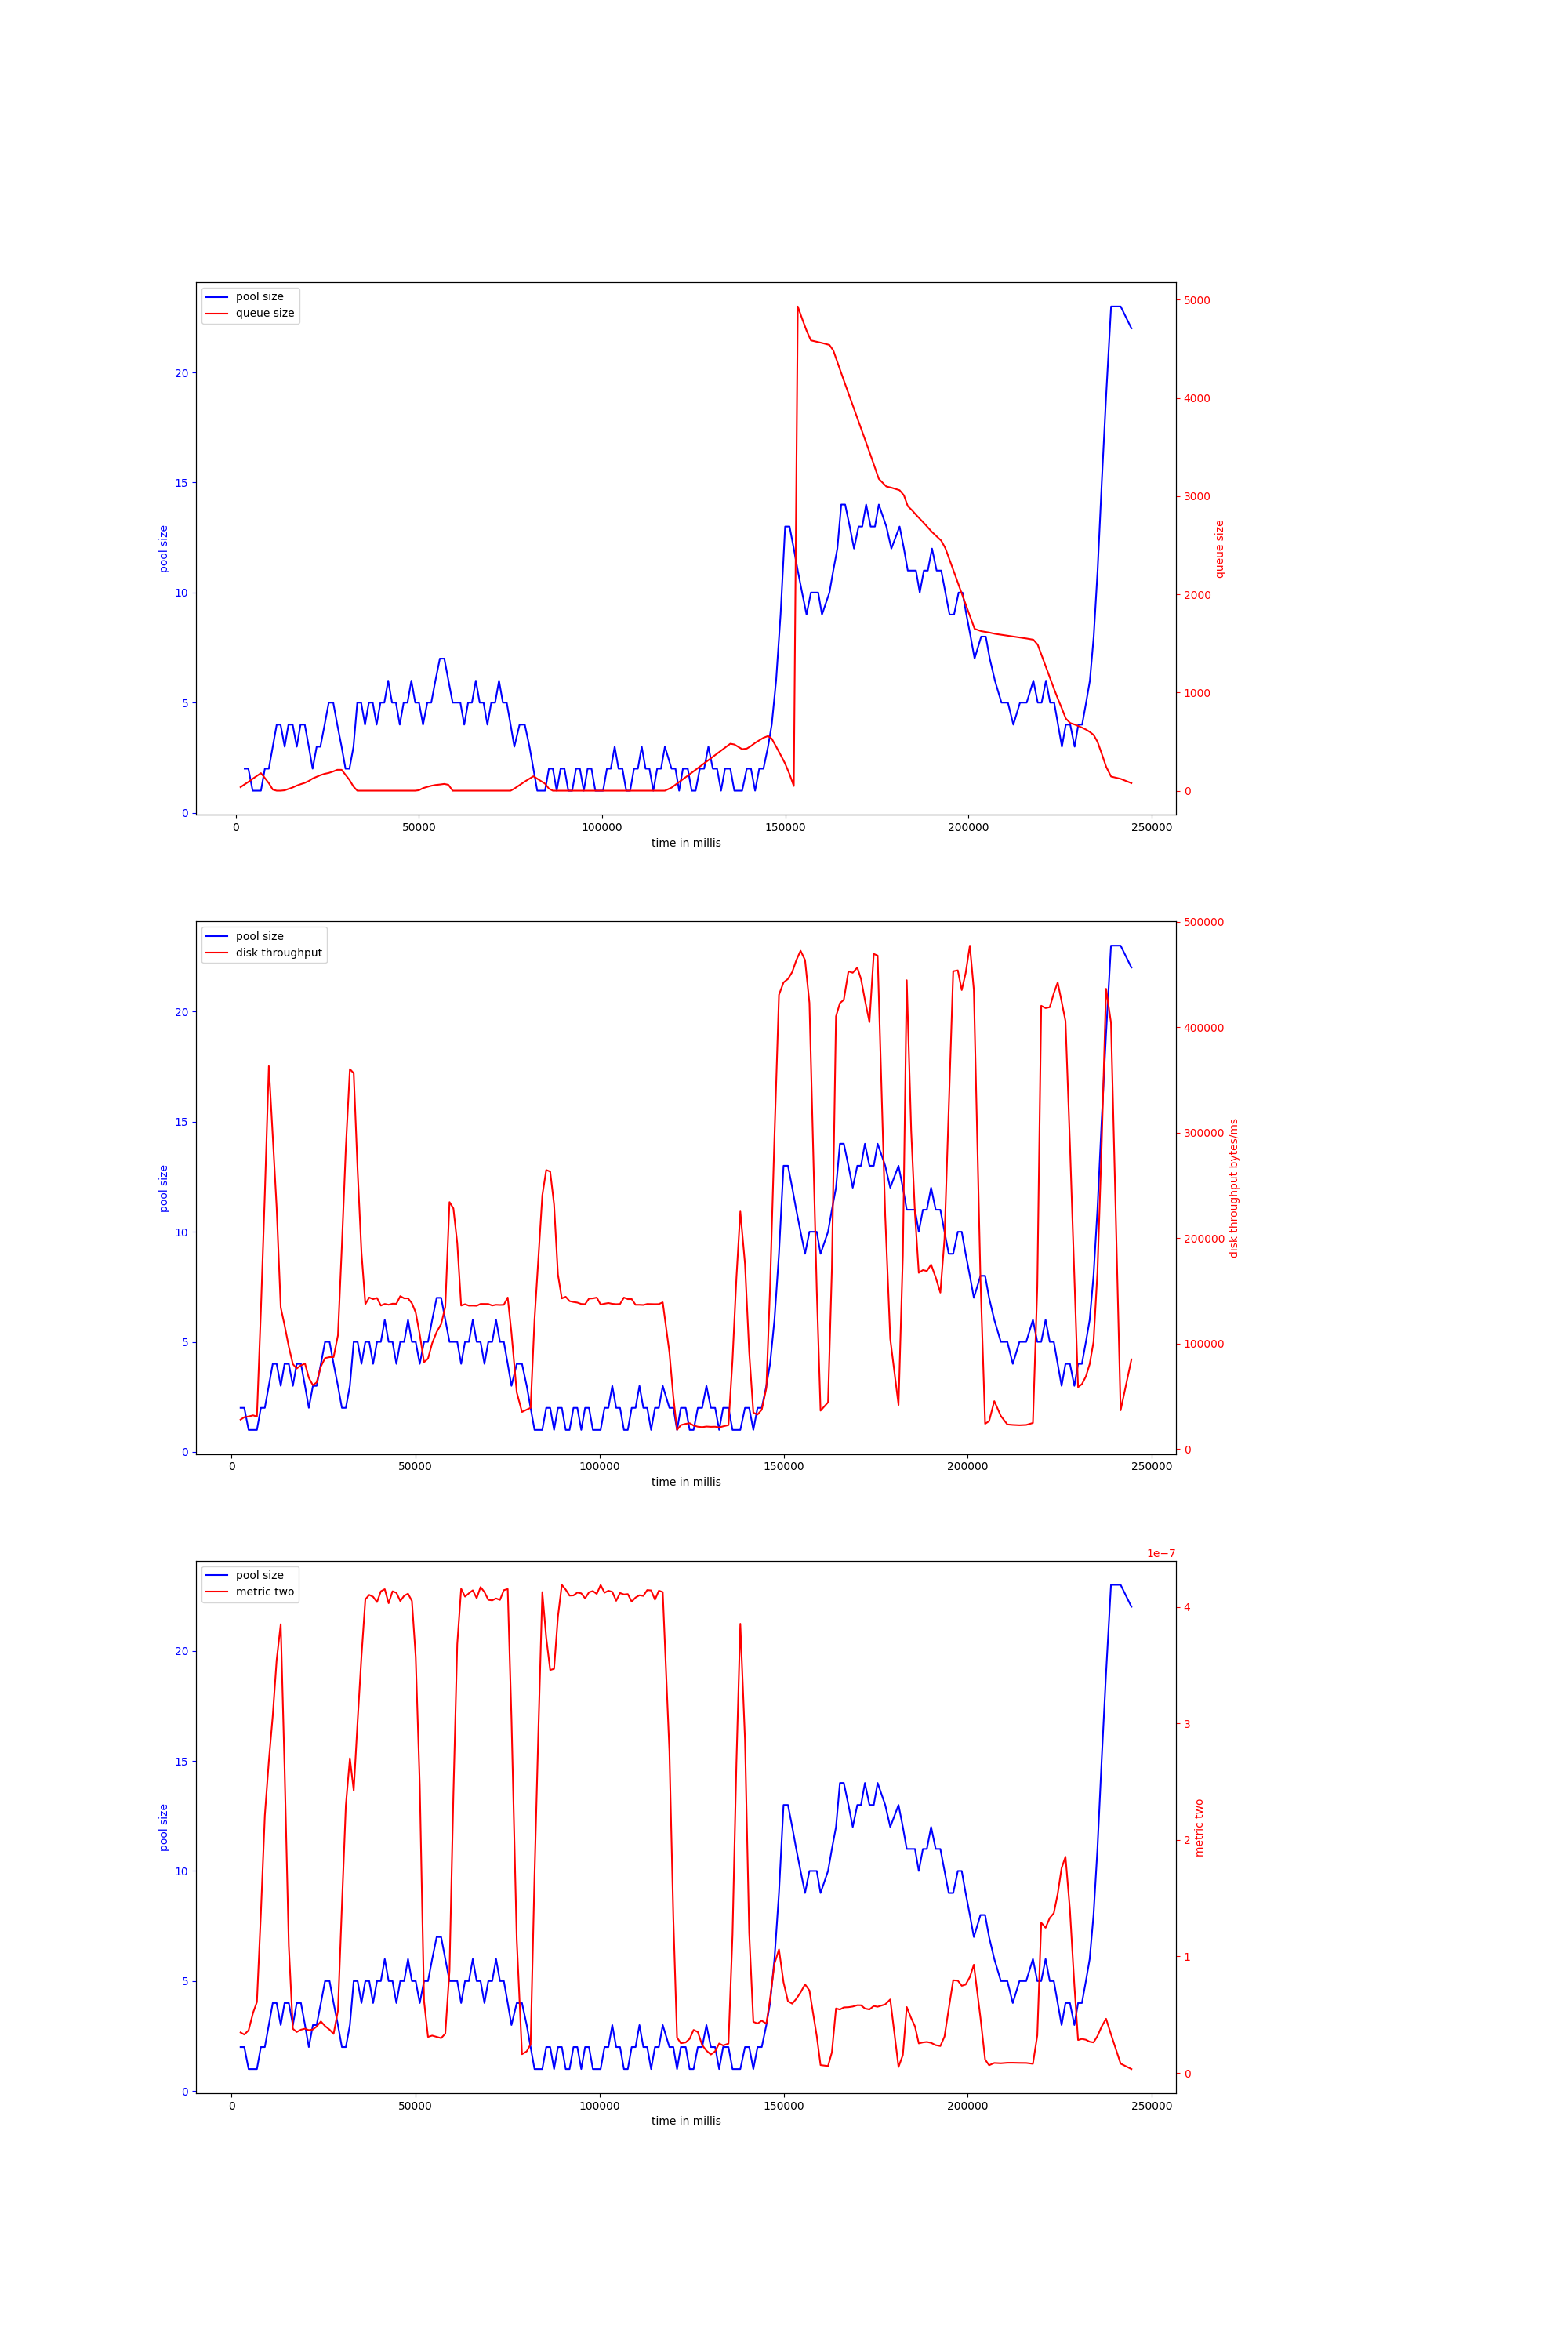 pool size
queue size
20
15
10
5
0
pool size
5000
4000
3000
2000
1000
0
queue size
0 50000 100000 150000 200000 250000
time in millis
pool size
disk throughput
20
15
10
5
0
pool size
500000
400000
300000
200000
100000
0
disk throughput bytes/ms
0 50000 100000 150000 200000 250000
time in millis
1e−7
pool size
metric two
20
15
10
5
0
pool size
4
3
2
1
0
metric two
0 50000 100000 150000 200000 250000
time in millis